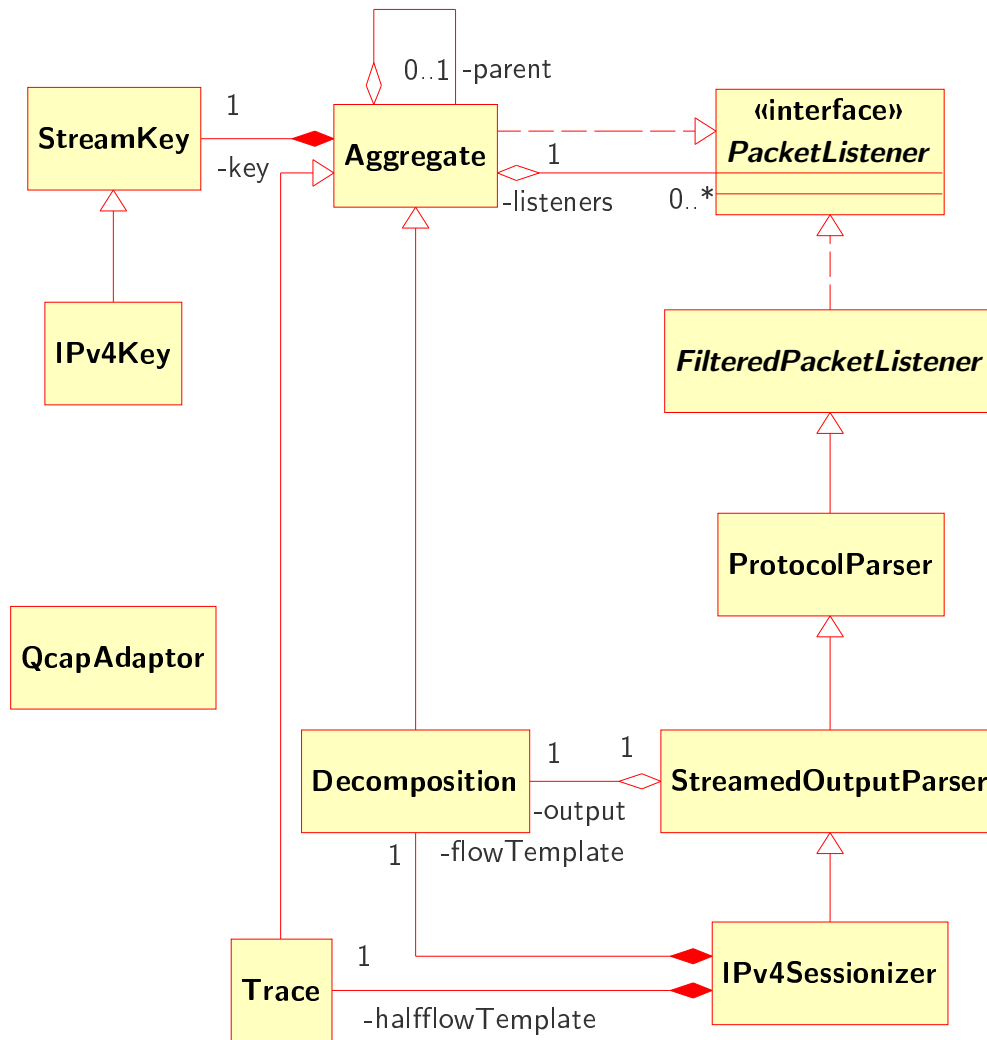 0..1 -parent
1
«interface»
StreamKey
Aggregate
1
PacketListener
-key
-listeners
0..*
IPv4Key
FilteredPacketListener
ProtocolParser
QcapAdaptor
1
1
Decomposition
StreamedOutputParser
-output
1
-flowTemplate
1
IPv4Sessionizer
Trace
-halfflowTemplate